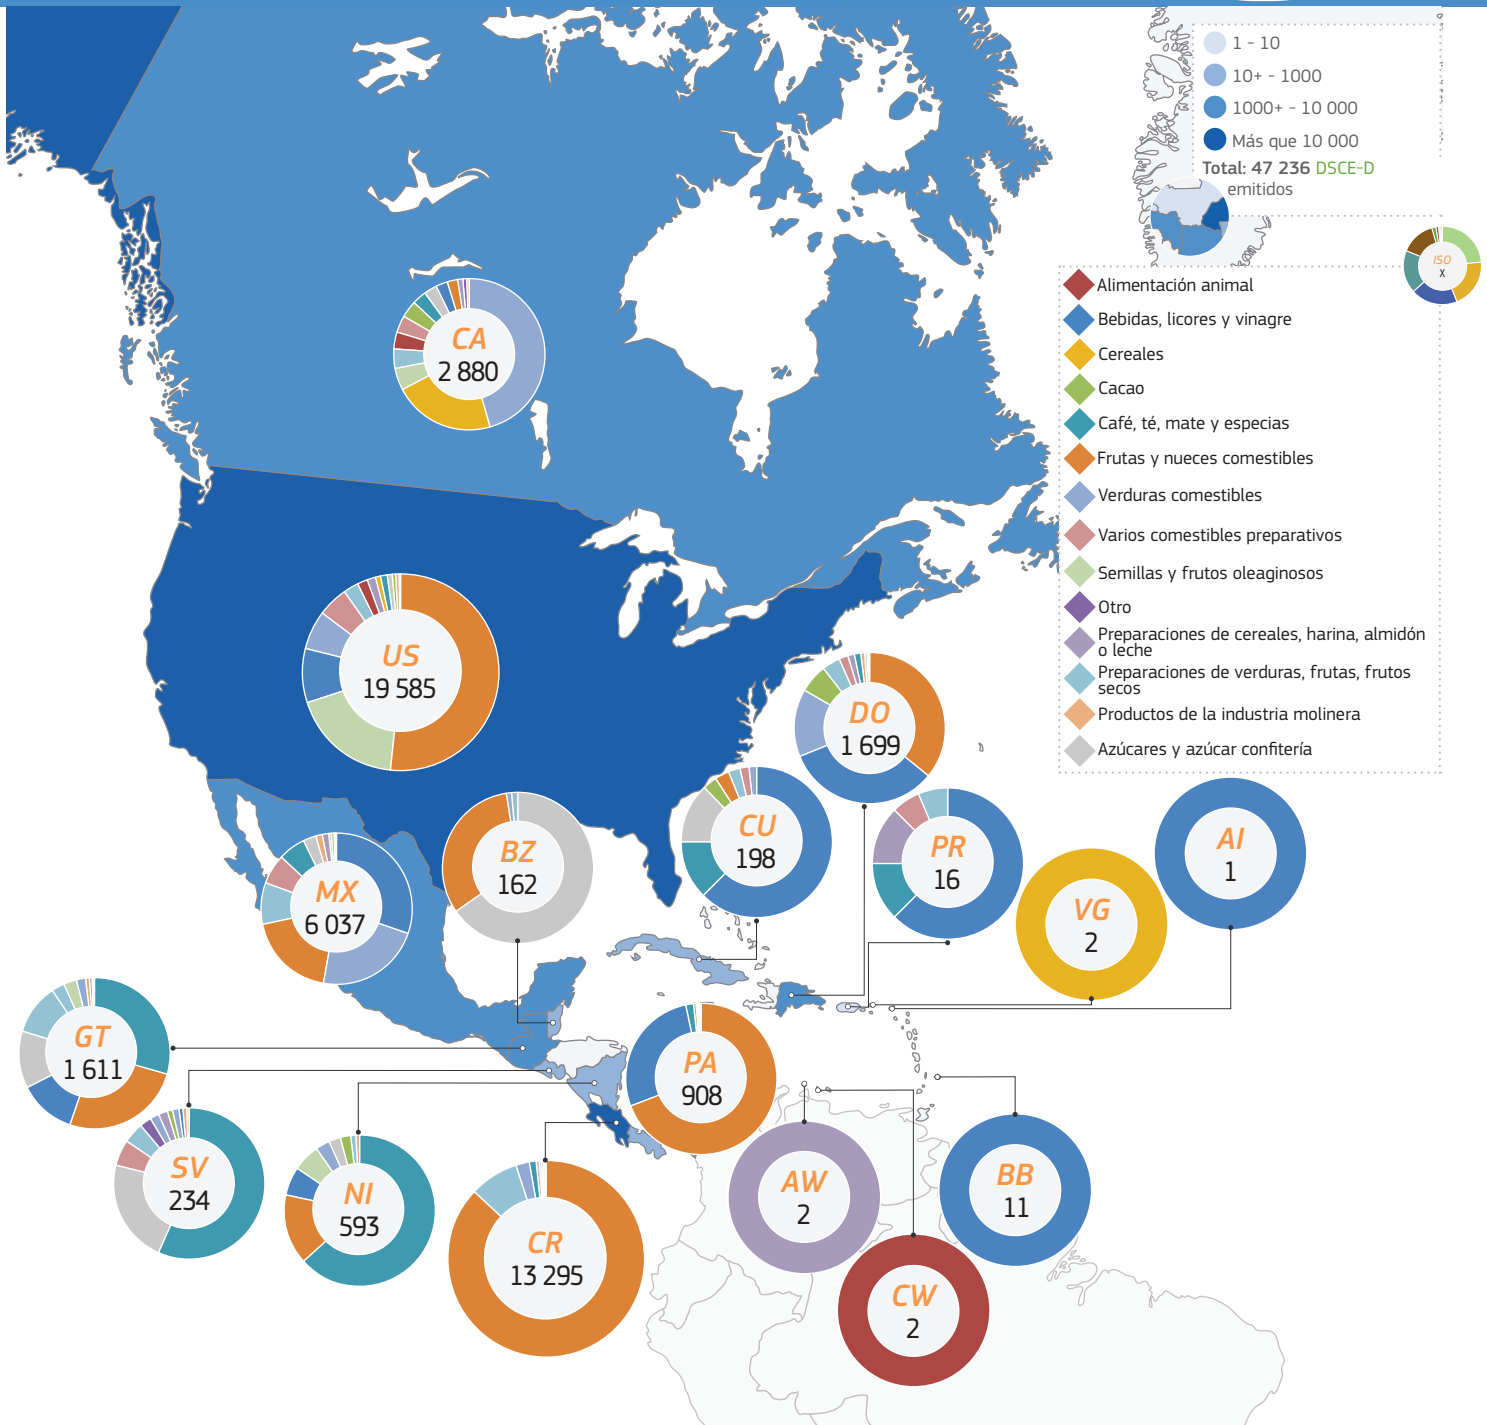 1 - 10
10+ - 1000
1000+ - 10 000
Más que 10 000
Total: 47 236 DSCE-D
emitidos
ISO
x
Alimentación animal
Bebidas, licores y vinagre
Cereales
Cacao
Café, té, mate y especias
Frutas y nueces comestibles
Verduras comestibles
Varios comestibles preparativos
Semillas y frutos oleaginosos
Otro
Preparaciones de cereales, harina, almidón
o leche
Preparaciones de verduras, frutas, frutos
secos
Productos de la industria molinera
Azúcares y azúcar confitería
CA
2 880
US
19 585
DO
1 699
CU
198
BZ
162
PR
16
AI
1
VG
2
MX
6 037
GT
1 611
PA
908
SV
234
NI
593
CR
13 295
AW
2
BB
11
CW
2